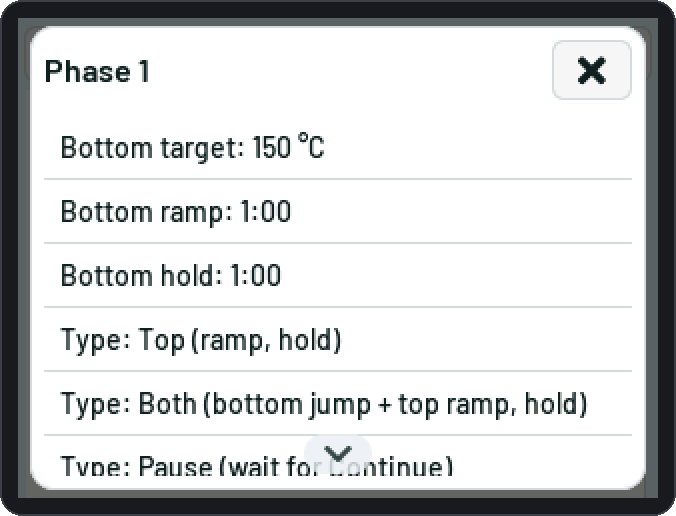 Phase 1
Bottom target: 150 °C
Bottom ramp: 1:00
Bottom hold: 1:00
Type: Top (ramp, hold)
Type: Both (bottom jump + top ramp, hold)
Type: Pause (wait for Continue)